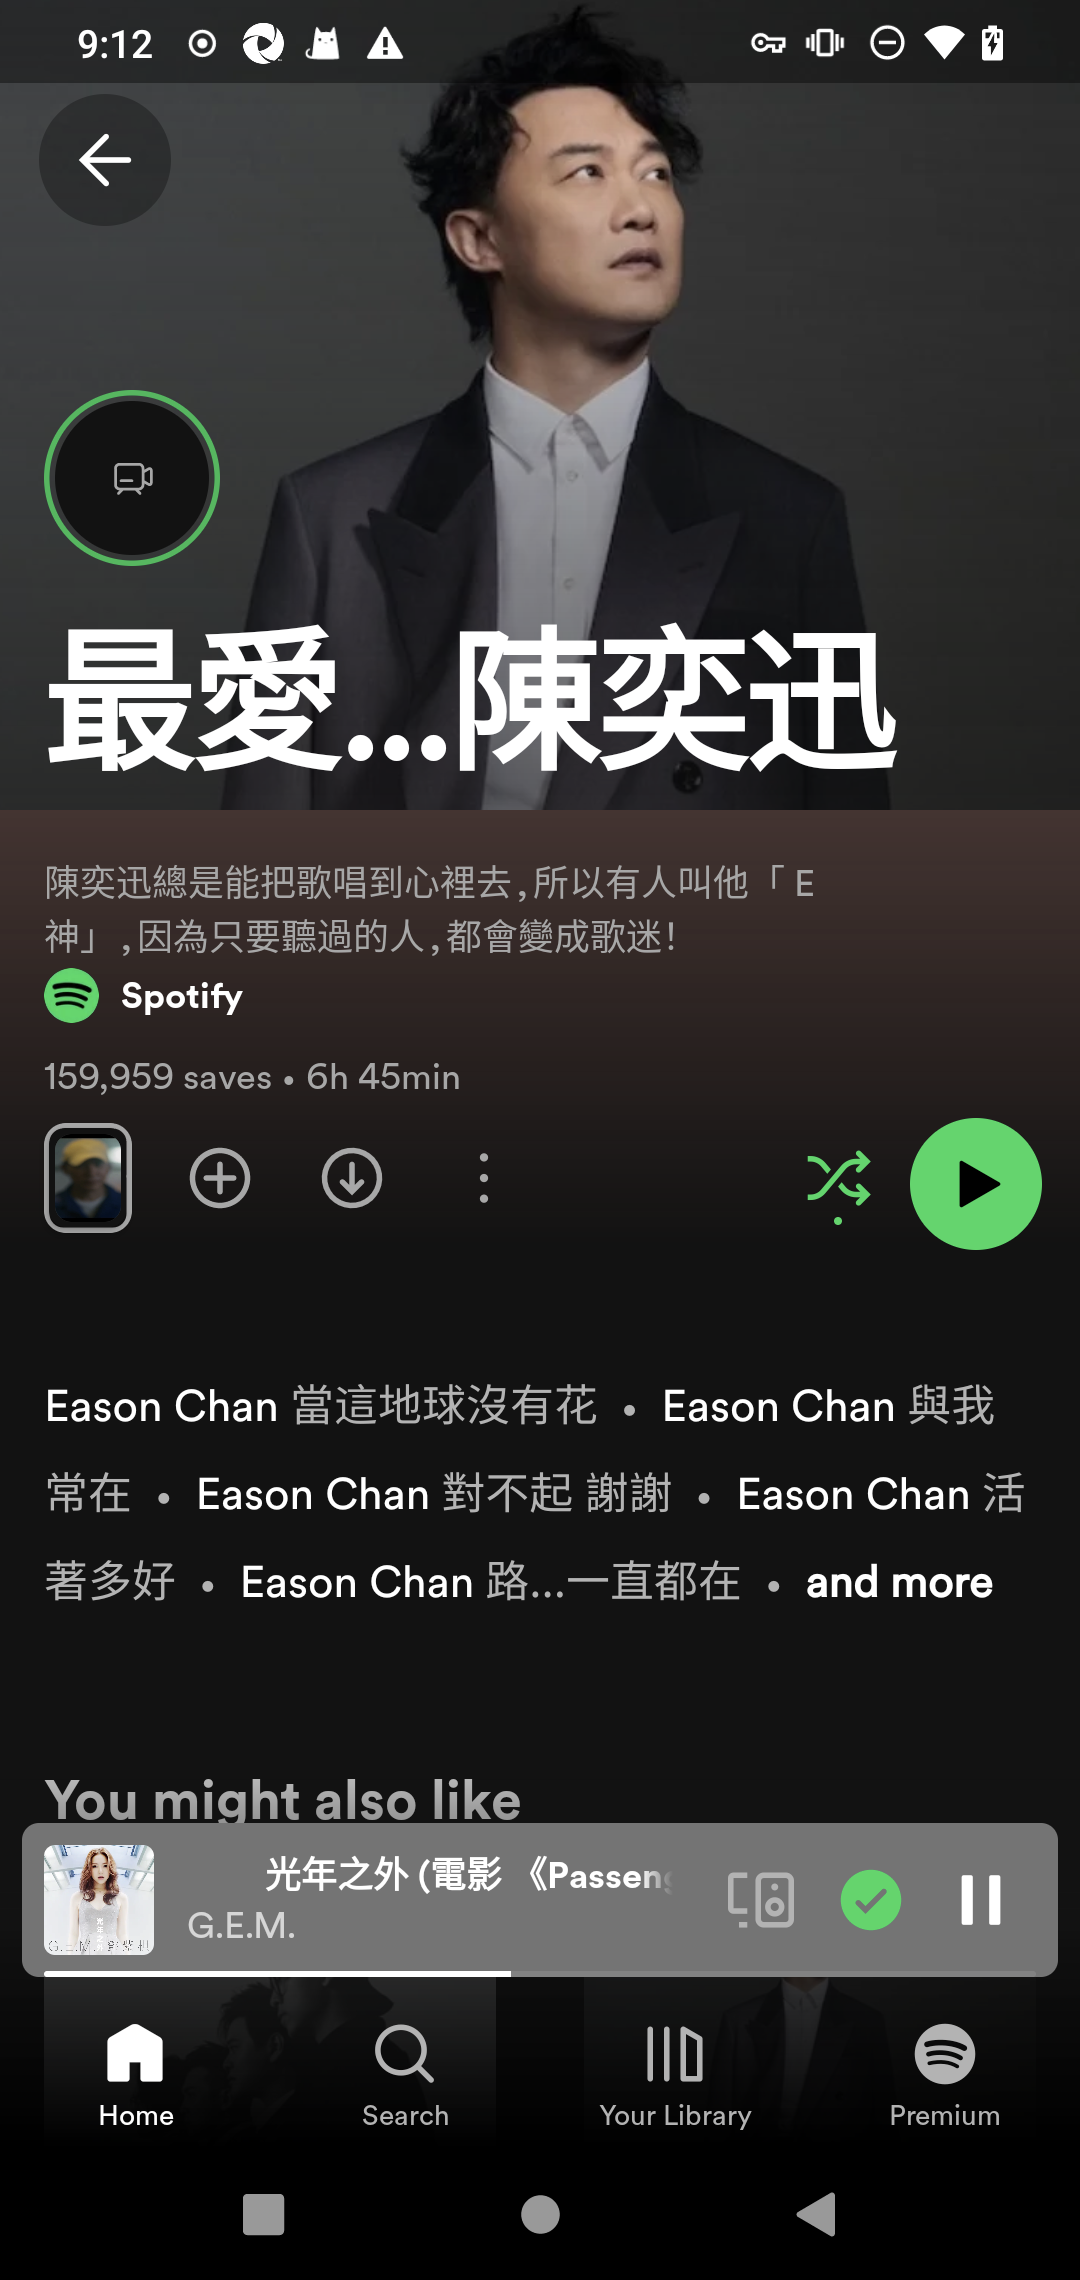 9:12
最愛...陳奕迅
陳奕迅總是能把歌唱到心裡去,所以有人叫他「E
神」,因為只要聽過的人,都會變成歌迷!
Spotify
159,959 saves • 6h 45min
Eason Chan 當這地球沒有花 • Eason Chan 與我
常在 • Eason Chan 對不起 謝謝 • Eason Chan 活
著多好 • Eason Chan 路...一直都在 • and more
You might also like
光年之外 (電影 《Passen
G.E.M.
Home Search Your Library Premium